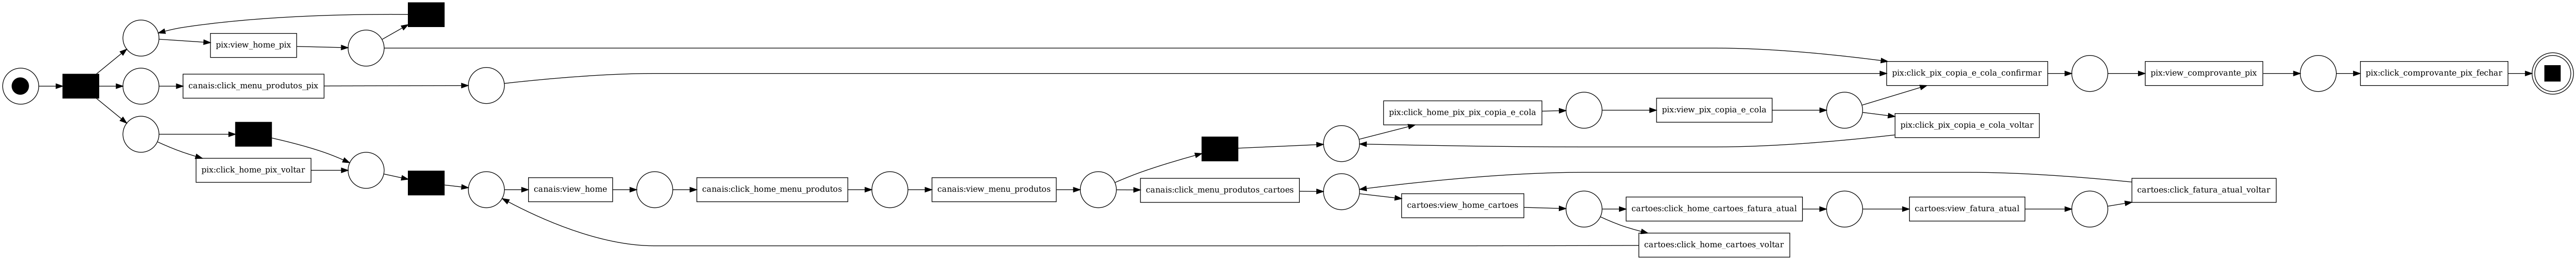 pix:view_home_pix
canais:click_menu_produtos_pix
pix:click_home_pix_voltar
canais:view_home
canais:click_home_menu_produtos
canais:view_menu_produtos
canais:click_menu_produtos_cartoes
pix:click_home_pix_pix_copia_e_cola
pix:view_pix_copia_e_cola
pix:click_pix_copia_e_cola_confirmar
pix:click_pix_copia_e_cola_voltar
pix:view_comprovante_pix
pix:click_comprovante_pix_fechar
cartoes:view_home_cartoes
cartoes:click_home_cartoes_fatura_atual
cartoes:click_home_cartoes_voltar
cartoes:view_fatura_atual
cartoes:click_fatura_atual_voltar